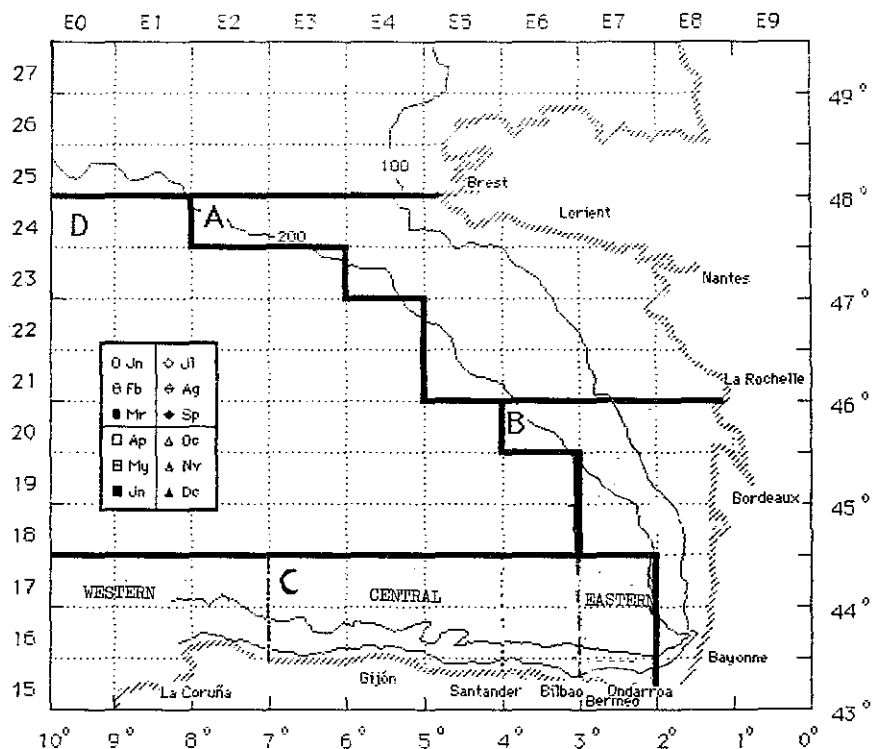 E0 E1 E2 E3 E4 E5 E6 E7 E8 E9
27
49°
26
100
25
Brest
48°
D A
Lorient
24
200
Nantes
23
47°
22
O Jn ◇ Jl
La Rochelle
21
⊖ Fb Ag
46°
Mr Sp
B
20
□ Ap △ Oc
⊟ My Nv
Bordeaux
19
■ Jn ▲ Dc
45°
18
C
17
WESTERN CENTRAL EASTERN
44°
16
Bayonne
Gijón
La Coruña Santander Bilbao Ondarroa
15
Bermeo
43°
10° 9° 8° 7° 6° 5° 4° 3° 2° 1° 0°